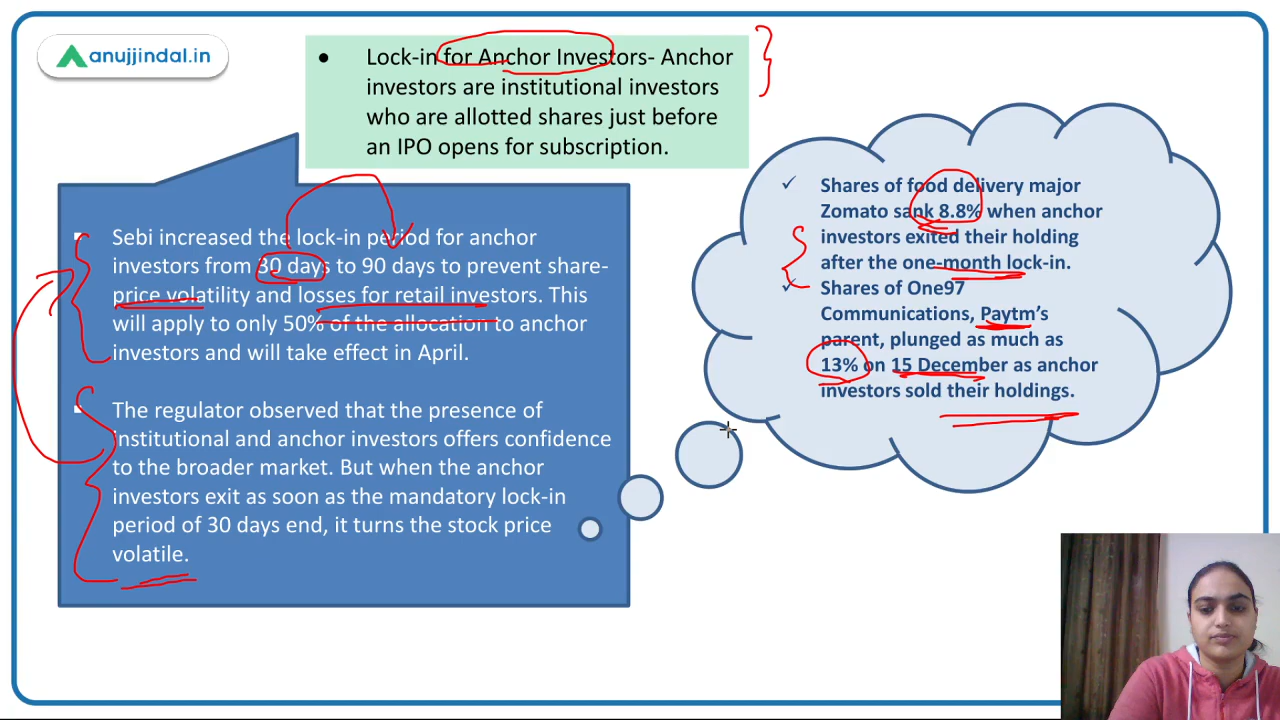 anujjindal.in
● Lock-in for Anchor Investors- Anchor
investors are institutional investors
who are allotted shares just before
an IPO opens for subscription.
Sebi increased the lock-in period for anchor
investors from 30 days to 90 days to prevent share-
price volatility and losses for retail investors. This
will apply to only 50% of the allocation to anchor
investors and will take effect in April.
The regulator observed that the presence of
institutional and anchor investors offers confidence
to the broader market. But when the anchor
investors exit as soon as the mandatory lock-in
period of 30 days end, it turns the stock price
volatile.
✓ Shares of food delivery major
Zomato sank 8.8% when anchor
investors exited their holding
after the one-month lock-in.
✓ Shares of One97
Communications, Paytm’s
parent, plunged as much as
13% on 15 December as anchor
investors sold their holdings.